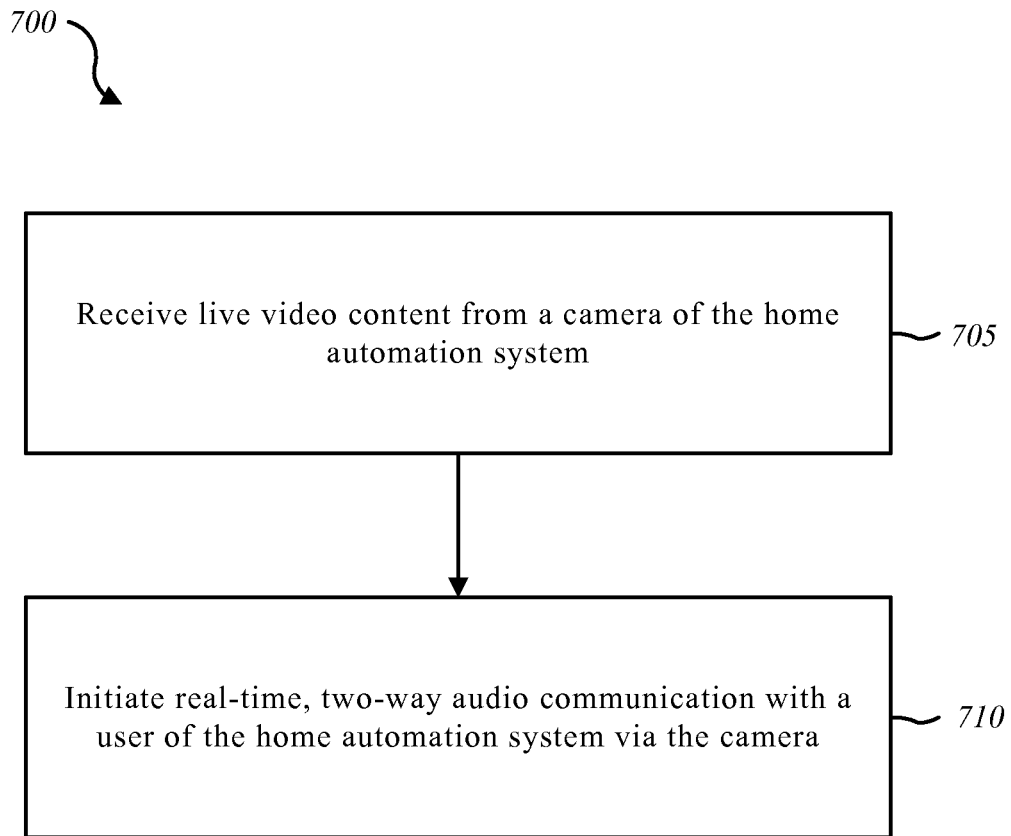 700
Receive live video content from a camera of the home
automation system
705
Initiate real-time, two-way audio communication with a
user of the home automation system via the camera
710